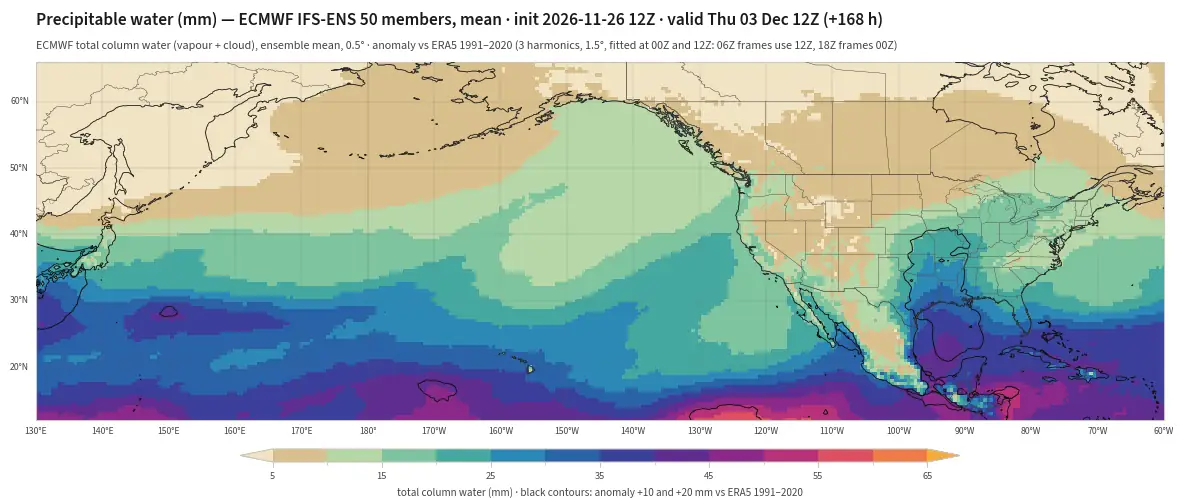 Precipitable water (mm) — ECMWF IFS-ENS 50 members, mean · init 2026-11-26 12Z · valid Thu 03 Dec 12Z (+168 h)
ECMWF total column water (vapour + cloud), ensemble mean, 0.5° · anomaly vs ERA5 1991–2020 (3 harmonics, 1.5°, fitted at 00Z and 12Z: 06Z frames use 12Z, 18Z frames 00Z)
60°N
50°N
40°N
30°N
20°N
130°E 140°E 150°E 160°E 170°E 180° 170°W 160°W 150°W 140°W 130°W 120°W 110°W 100°W 90°W 80°W 70°W 60°W
5 15 25 35 45 55 65
total column water (mm) · black contours: anomaly +10 and +20 mm vs ERA5 1991–2020